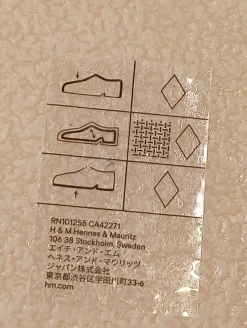 RN101255 CA42271
H & M Hennes & Mauritz
106 38 Stockholm, Sweden
エイチ・アンド・エム
ヘネス・アンド・マウリッツ
ジャパン株式会社
東京都渋谷区宇田川町33-6
hm.com